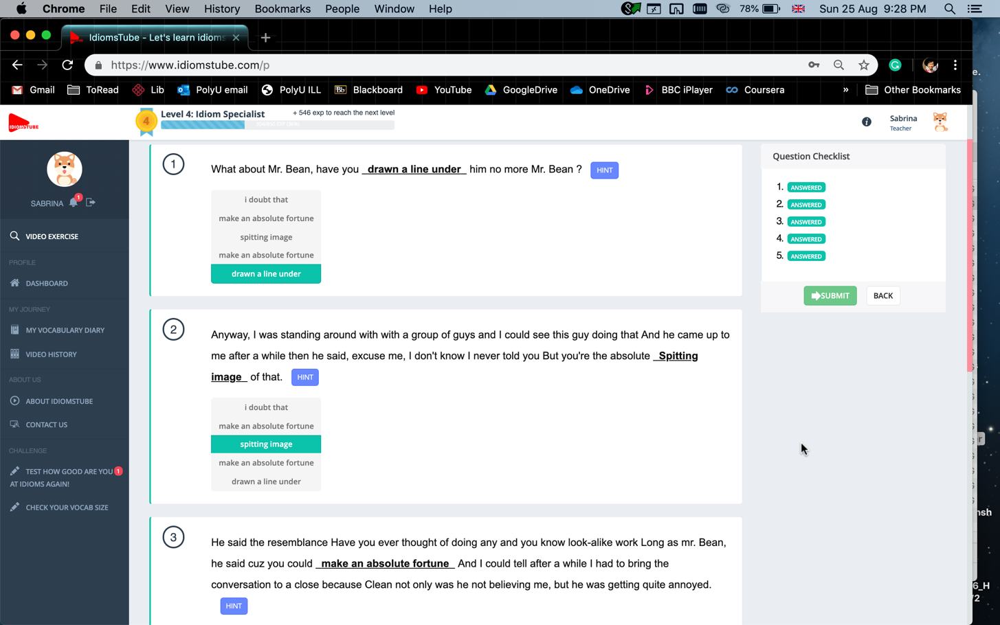 Chrome File Edit View History Bookmarks People Window Help 78% Sun 25 Aug 9:28 PM
IdiomsTube - Let's learn idioms
https://www.idiomstube.com/p
Gmail ToRead Lib PolyU email PolyU ILL Bb Blackboard YouTube GoogleDrive OneDrive BBC iPlayer Coursera » Other Bookmarks
IDIOMSTUBE
4
Level 4: Idiom Specialist
+ 546 exp to reach the next level
Sabrina
Teacher
SABRINA 1
VIDEO EXERCISE
PROFILE
DASHBOARD
MY JOURNEY
MY VOCABULARY DIARY
VIDEO HISTORY
ABOUT US
ABOUT IDIOMSTUBE
CONTACT US
CHALLENGE
TEST HOW GOOD ARE YOU 1
AT IDIOMS AGAIN!
CHECK YOUR VOCAB SIZE
1
What about Mr. Bean, have you _drawn a line under_ him no more Mr. Bean ? HINT
i doubt that
make an absolute fortune
spitting image
make an absolute fortune
drawn a line under
2
Anyway, I was standing around with with a group of guys and I could see this guy doing that And he came up to
me after a while then he said, excuse me, I don't know I never told you But you're the absolute _Spitting
image_ of that. HINT
i doubt that
make an absolute fortune
spitting image
make an absolute fortune
drawn a line under
3
He said the resemblance Have you ever thought of doing any and you know look-alike work Long as mr. Bean,
he said cuz you could _make an absolute fortune_ And I could tell after a while I had to bring the
conversation to a close because Clean not only was he not believing me, but he was getting quite annoyed.
HINT
Question Checklist
1. ANSWERED
2. ANSWERED
3. ANSWERED
4. ANSWERED
5. ANSWERED
SUBMIT BACK